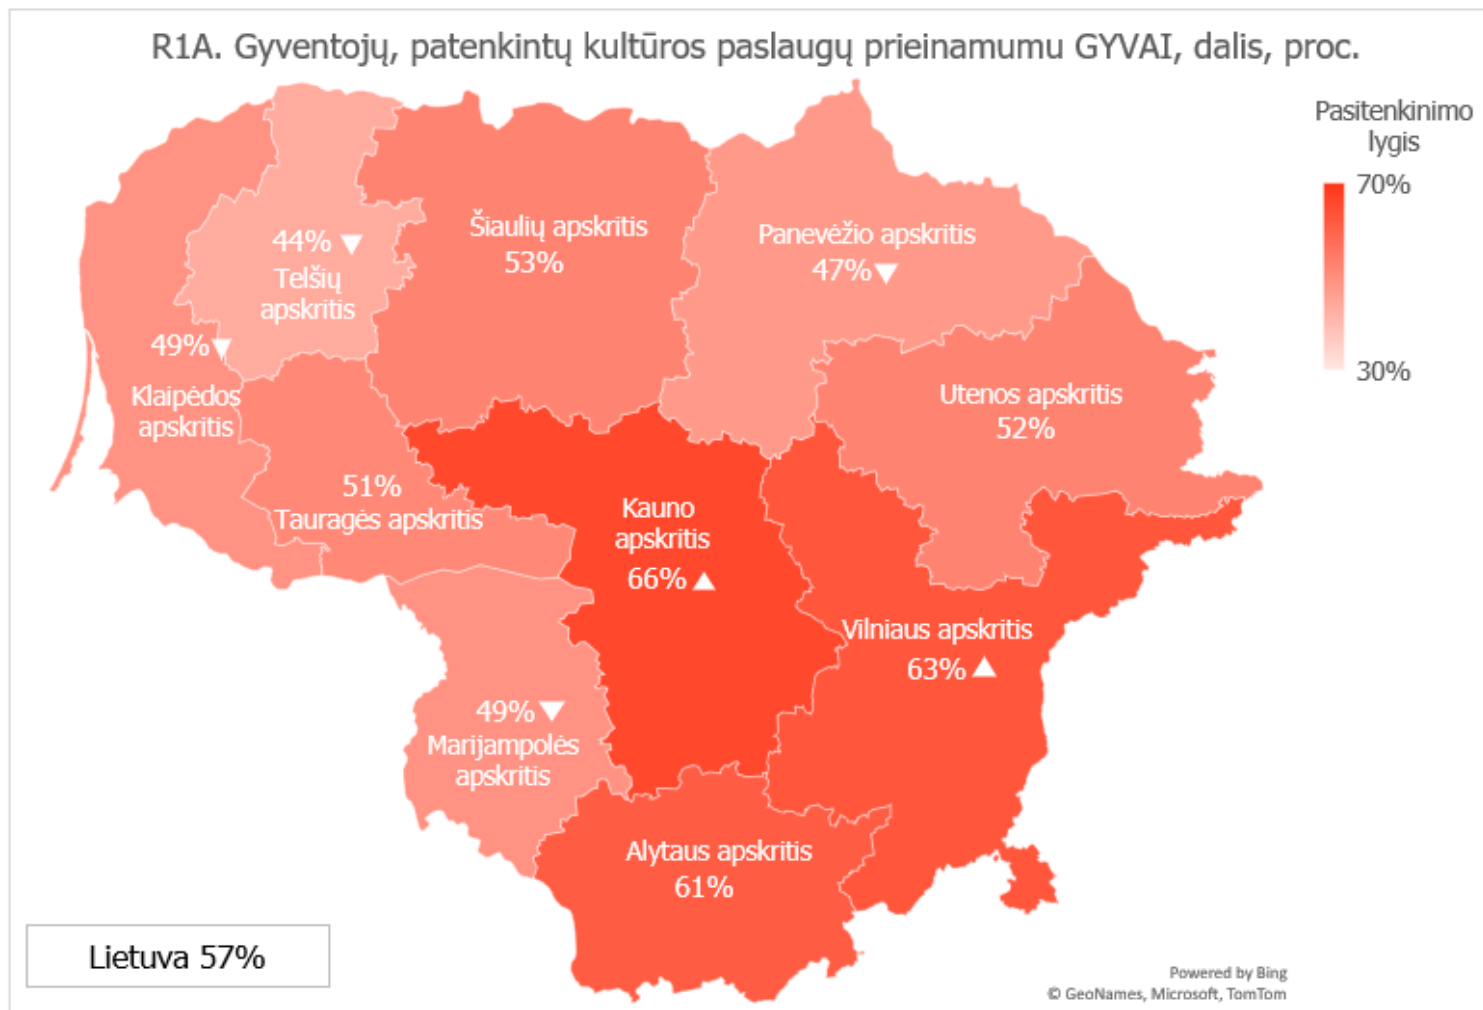 R1A. Gyventojų, patenkintų kultūros paslaugų prieinamumu GYVAI, dalis, proc.
Pasitenkinimo
lygis
70%
30%
44% ▼
Telšių
apskritis
Šiaulių apskritis
53%
Panevėžio apskritis
47% ▼
49% ▼
Klaipėdos
apskritis
Utenos apskritis
52%
51%
Tauragės apskritis
Kauno
apskritis
66% ▲
Vilniaus apskritis
63% ▲
49% ▼
Marijampolės
apskritis
Alytaus apskritis
61%
Lietuva 57%
Powered by Bing
© GeoNames, Microsoft, TomTom